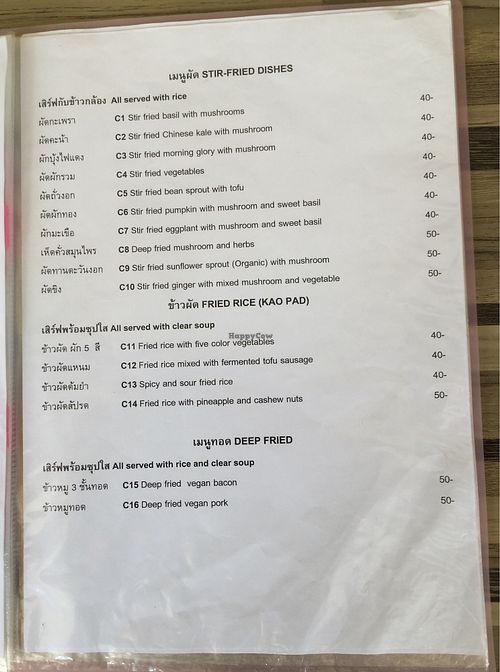 เมนูผัด STIR-FRIED DISHES
เสิร์ฟกับข้าวกล้อง All served with rice
ผัดกะเพรา C1 Stir fried basil with mushrooms 40-
ผัดคะน้า C2 Stir fried Chinese kale with mushroom 40-
ผักบุ้งไฟแดง C3 Stir fried morning glory with mushroom 40-
ผัดผักรวม C4 Stir fried vegetables 40-
ผัดถั่วงอก C5 Stir fried bean sprout with tofu 40-
ผัดผักทอง C6 Stir fried pumpkin with mushroom and sweet basil 40-
ผักมะเขือ C7 Stir fried eggplant with mushroom and sweet basil 40-
เห็ดคั่วสมุนไพร C8 Deep fried mushroom and herbs 50-
ผัดทานตะวันงอก C9 Stir fried sunflower sprout (Organic) with mushroom 50-
ผัดขิง C10 Stir fried ginger with mixed mushroom and vegetable 50-
ข้าวผัด FRIED RICE (KAO PAD)
เสิร์ฟพร้อมซุปใส All served with clear soup
HappyCow
ข้าวผัด ผัก 5 สี C11 Fried rice with five color vegetables 40-
ข้าวผัดแหนม C12 Fried rice mixed with fermented tofu sausage 40-
ข้าวผัดต้มยำ C13 Spicy and sour fried rice 40-
ข้าวผัดสับปรด C14 Fried rice with pineapple and cashew nuts 50-
เมนูทอด DEEP FRIED
เสิร์ฟพร้อมซุปใส All served with rice and clear soup
ข้าวหมู 3 ชั้นทอด C15 Deep fried vegan bacon 50-
ข้าวหมูทอด C16 Deep fried vegan pork 50-